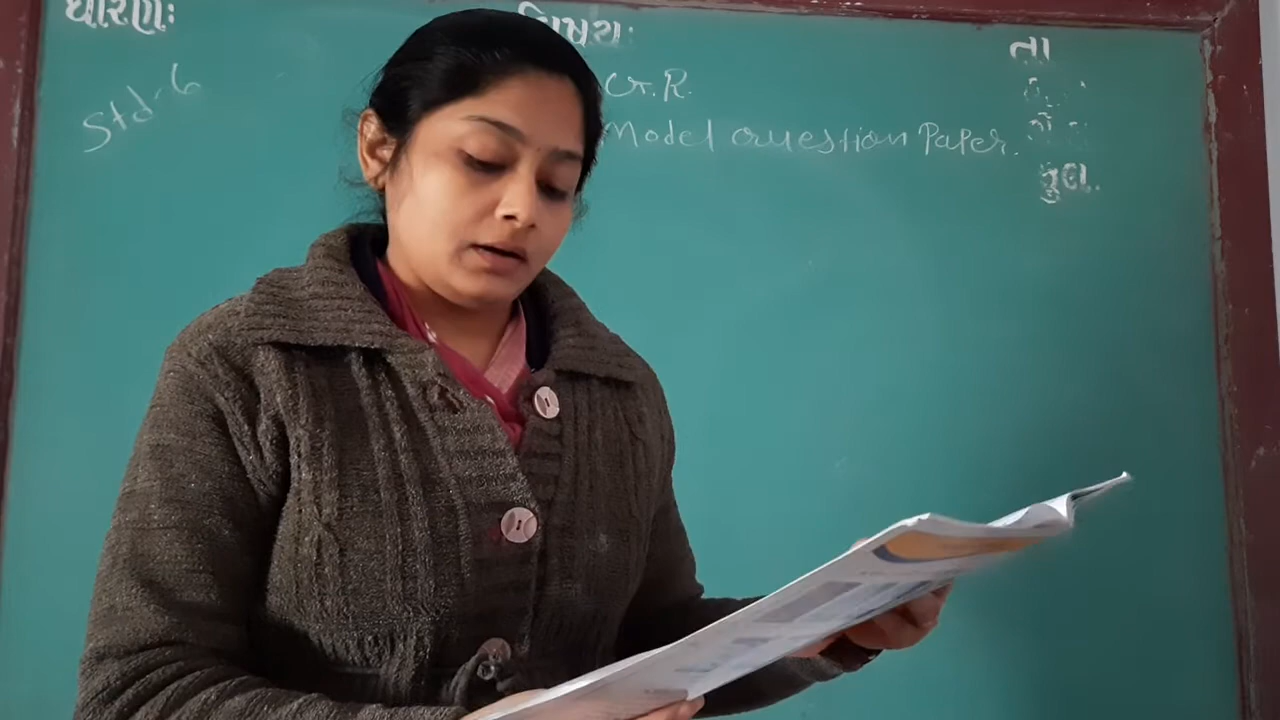 ધોરણઃ
વિષયઃ
તા
Std-6
G.R.
Model Question Paper.
કુલ.